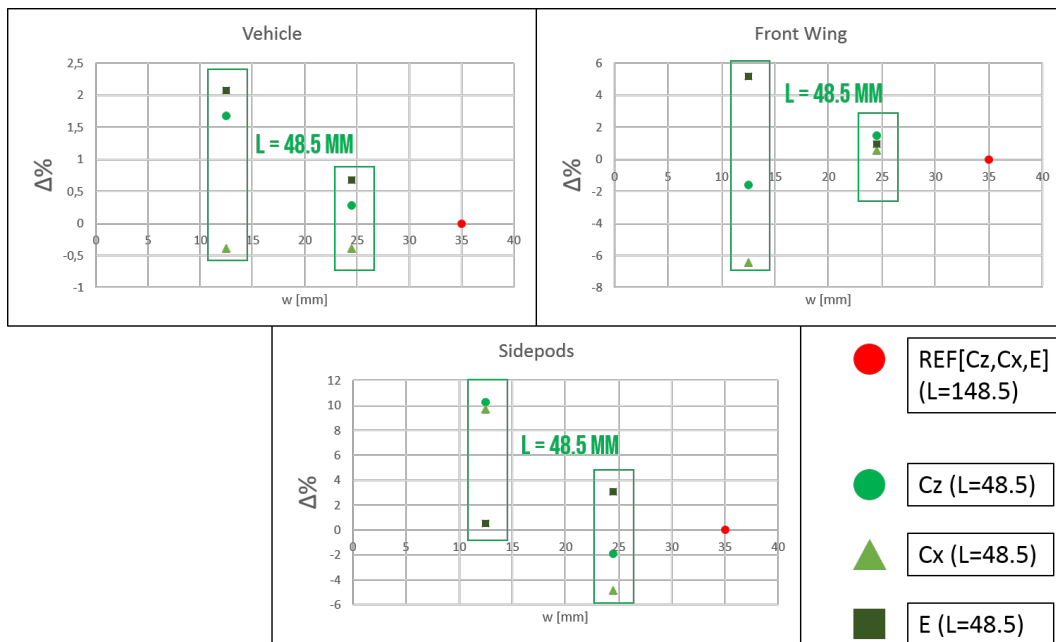 Vehicle
2,5
2
1,5
1
0,5
0
-0,5
-1
0 5 10 15 20 25 30 35 40
Δ%
w [mm]
L = 48.5 MM
Front Wing
6
4
2
0
-2
-4
-6
-8
0 5 10 15 20 25 30 35 40
Δ%
w [mm]
L = 48.5 MM
Sidepods
12
10
8
6
4
2
0
-2
-4
-6
0 5 10 15 20 25 30 35 40
Δ%
w [mm]
L = 48.5 MM
REF[Cz,Cx,E]
(L=148.5)
Cz (L=48.5)
Cx (L=48.5)
E (L=48.5)